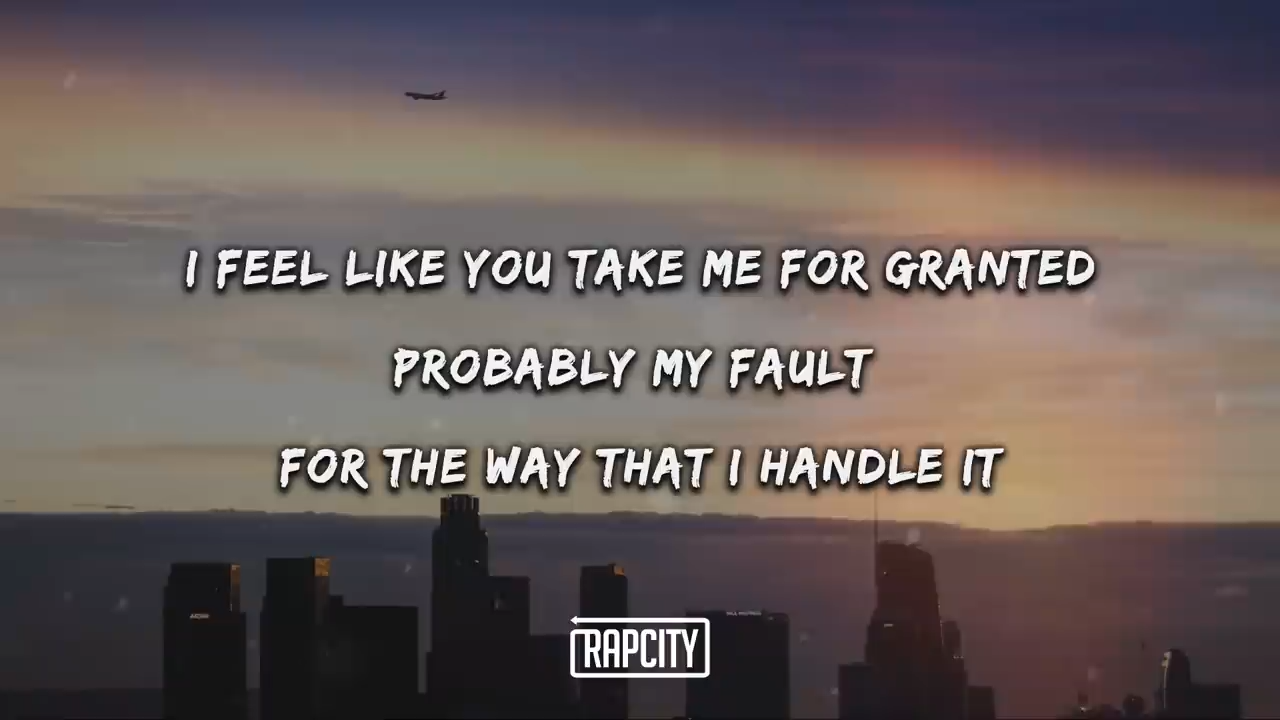 I FEEL LIKE YOU TAKE ME FOR GRANTED
PROBABLY MY FAULT
FOR THE WAY THAT I HANDLE IT
RAPCITY